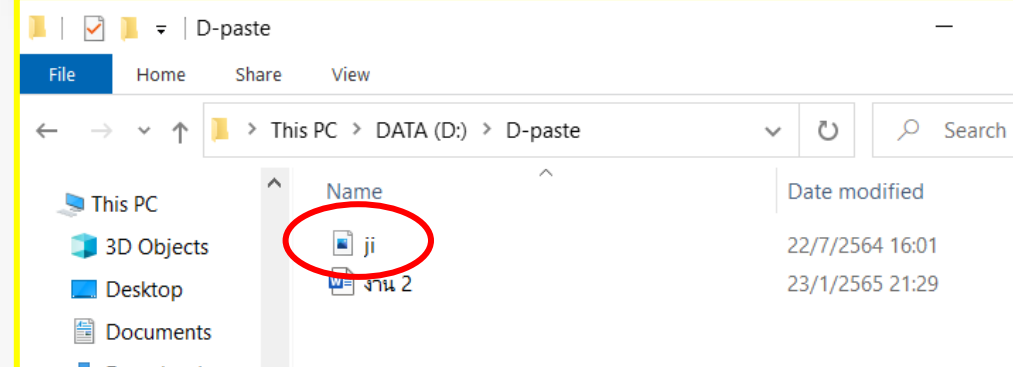 D-paste
File Home Share View
This PC > DATA (D:) > D-paste Search
Name Date modified
This PC
3D Objects
Desktop
Documents
ji 22/7/2564 16:01
งาน 2 23/1/2565 21:29